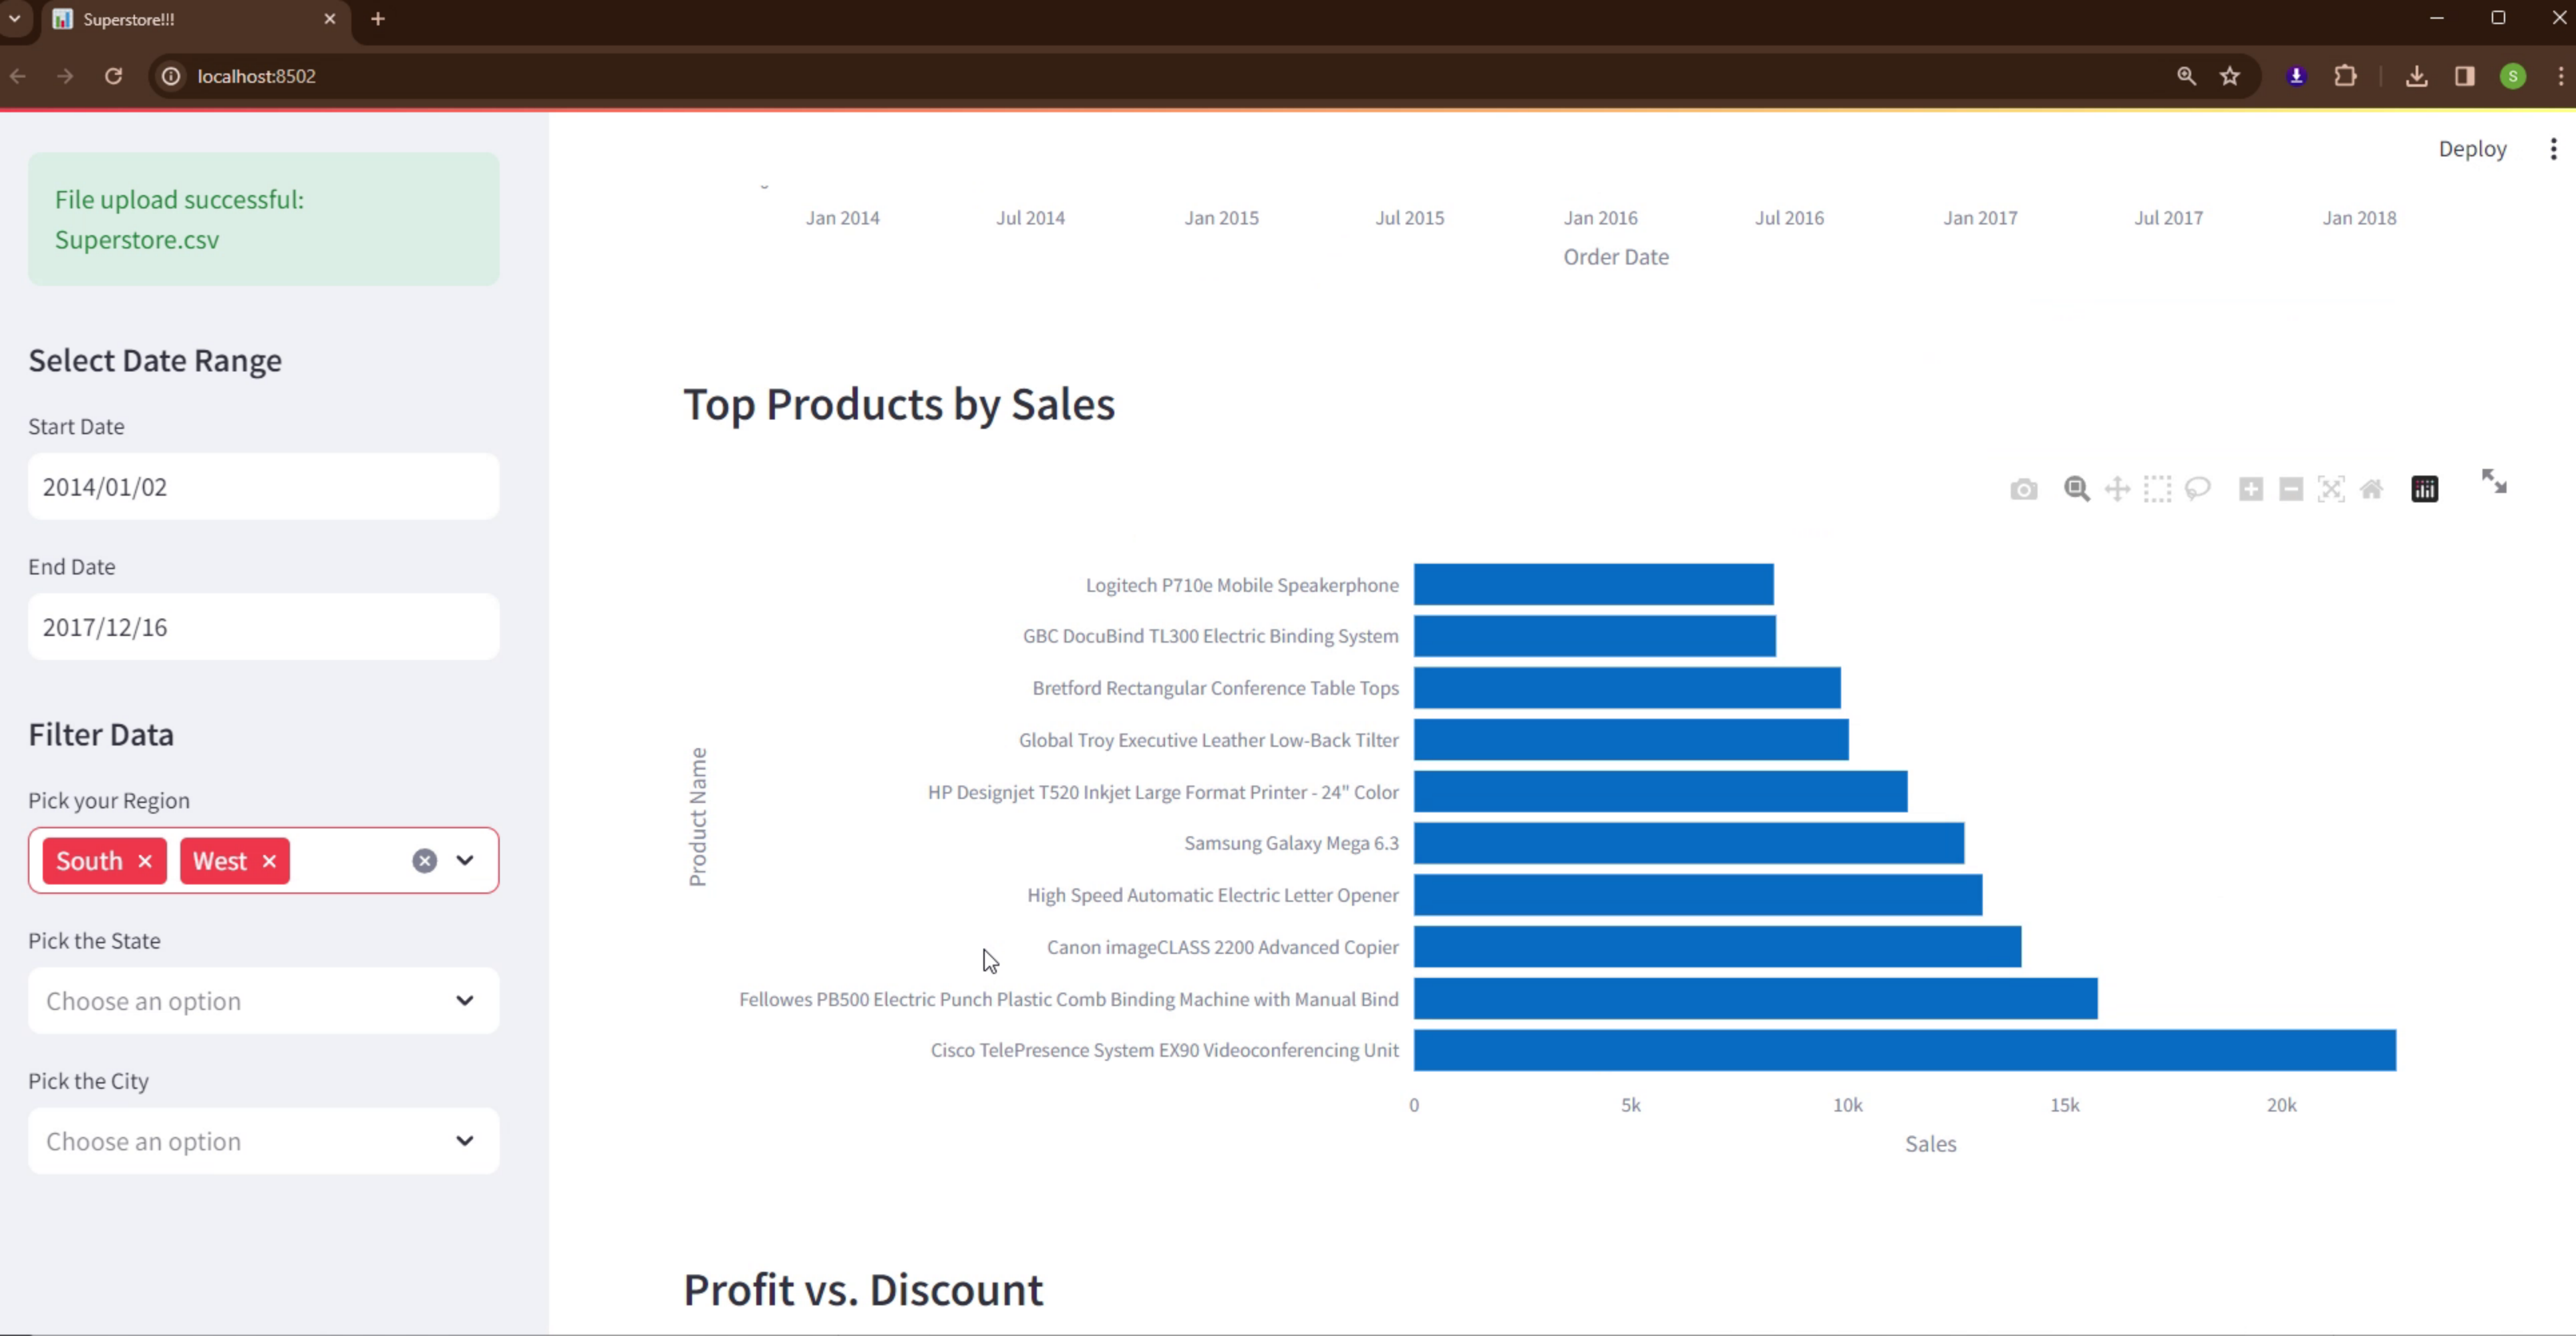 Superstore!!!
localhost:8502
S
Deploy
File upload successful:
Superstore.csv
Select Date Range
Start Date
2014/01/02
End Date
2017/12/16
Filter Data
Pick your Region
South
West
Pick the State
Choose an option
Pick the City
Choose an option
Jan 2014
Jul 2014
Jan 2015
Jul 2015
Jan 2016
Jul 2016
Jan 2017
Jul 2017
Jan 2018
Order Date
Top Products by Sales
Product Name
Logitech P710e Mobile Speakerphone
GBC DocuBind TL300 Electric Binding System
Bretford Rectangular Conference Table Tops
Global Troy Executive Leather Low-Back Tilter
HP Designjet T520 Inkjet Large Format Printer - 24" Color
Samsung Galaxy Mega 6.3
High Speed Automatic Electric Letter Opener
Canon imageCLASS 2200 Advanced Copier
Fellowes PB500 Electric Punch Plastic Comb Binding Machine with Manual Bind
Cisco TelePresence System EX90 Videoconferencing Unit
0
5k
10k
15k
20k
Sales
Profit vs. Discount